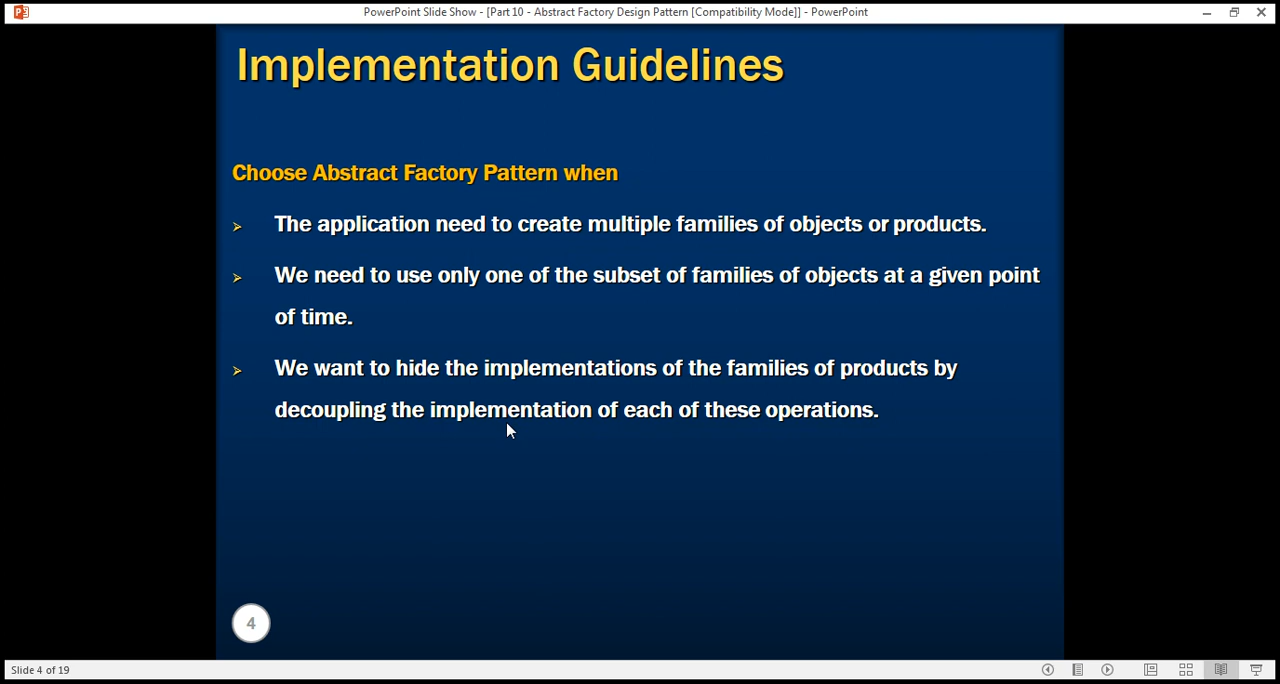 PowerPoint Slide Show - [Part 10 - Abstract Factory Design Pattern [Compatibility Mode]] - PowerPoint
Implementation Guidelines
Choose Abstract Factory Pattern when
➢ The application need to create multiple families of objects or products.
➢ We need to use only one of the subset of families of objects at a given point
of time.
➢ We want to hide the implementations of the families of products by
decoupling the implementation of each of these operations.
4
Slide 4 of 19